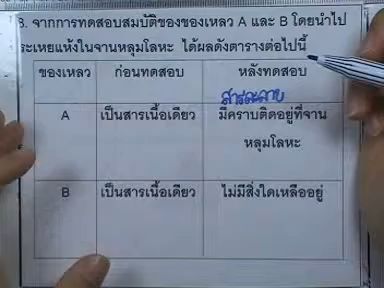 3. จากการทดสอบสมบัติของของเหลว A และ B โดยนำไป
ระเหยแห้งในจานหลุมโลหะ ได้ผลดังตารางต่อไปนี้
ของเหลว ก่อนทดสอบ หลังทดสอบ
สารละลาย
A เป็นสารเนื้อเดียว มีคราบติดอยู่ที่จาน
หลุมโลหะ
B เป็นสารเนื้อเดียว ไม่มีสิ่งใดเหลืออยู่